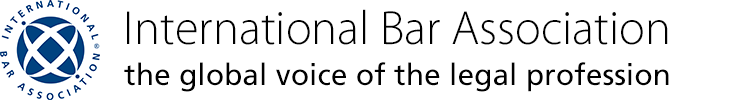 INTERNATIONAL BAR ASSOCIATION®
International Bar Association
the global voice of the legal profession